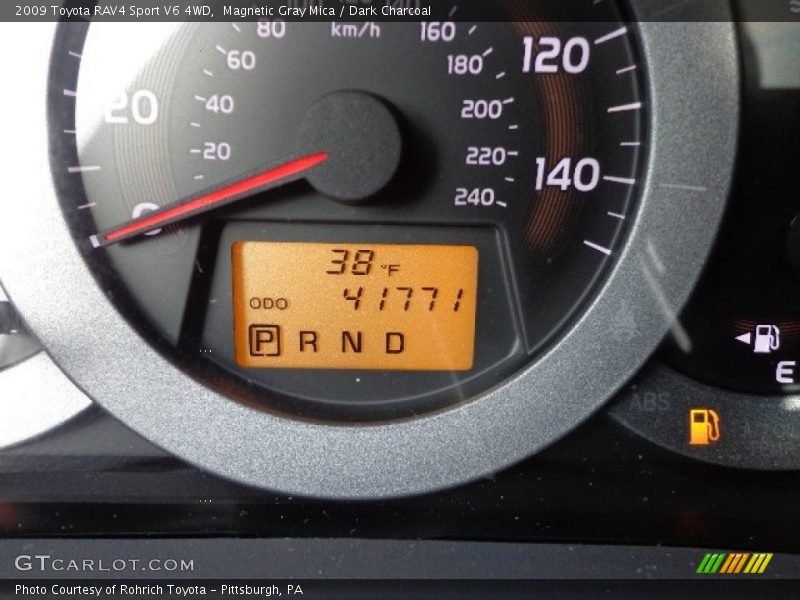 2009 Toyota RAV4 Sport V6 4WD,  Magnetic Gray Mica / Dark Charcoal
80 km/h 160
60 180 120
20 40 200
20 220 140
0 240
38 °F
ODO 41771
P R N D
E
ABS
GTCARLOT.COM
Photo Courtesy of Rohrich Toyota - Pittsburgh, PA